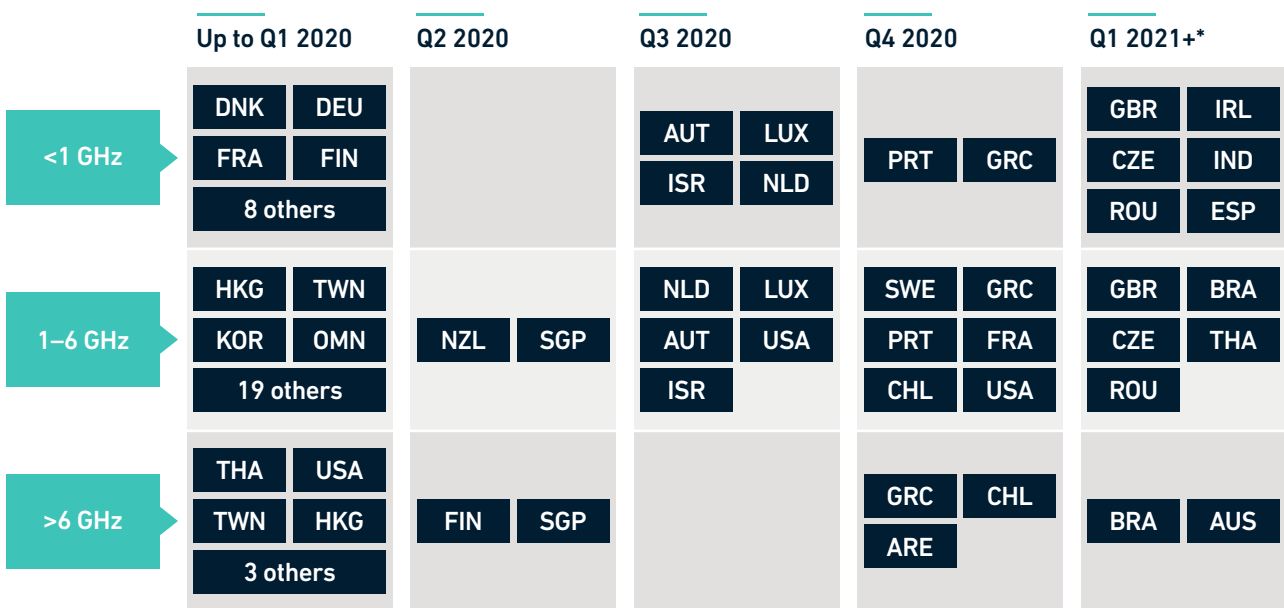 Up to Q1 2020 Q2 2020 Q3 2020 Q4 2020 Q1 2021+*
<1 GHz
DNK DEU
FRA FIN
8 others
AUT LUX
ISR NLD
PRT GRC
GBR IRL
CZE IND
ROU ESP
1–6 GHz
HKG TWN
KOR OMN
19 others
NZL SGP
NLD LUX
AUT USA
ISR
SWE GRC
PRT FRA
CHL USA
GBR BRA
CZE THA
ROU
>6 GHz
THA USA
TWN HKG
3 others
FIN SGP
GRC CHL
ARE
BRA AUS